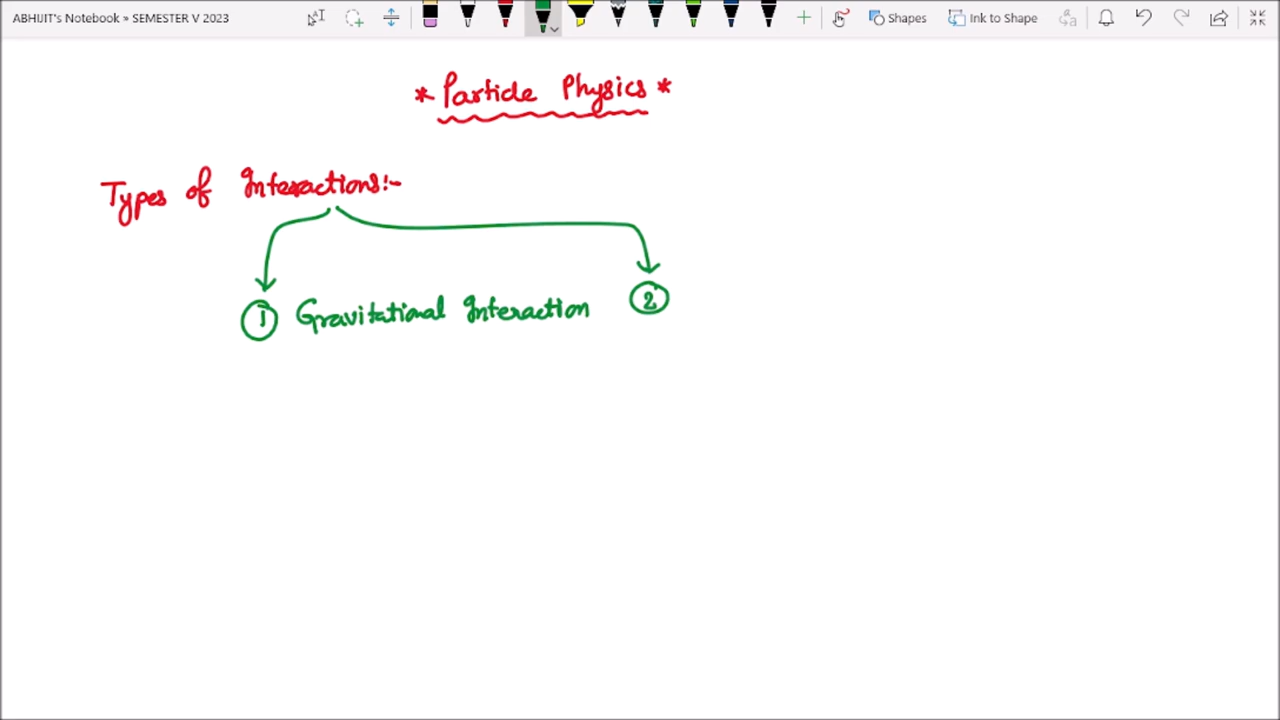 ABHIJIT's Notebook » SEMESTER V 2023
Shapes
Ink to Shape
* Particle Physics *
Types of Interactions:-
① Gravitational Interaction ②